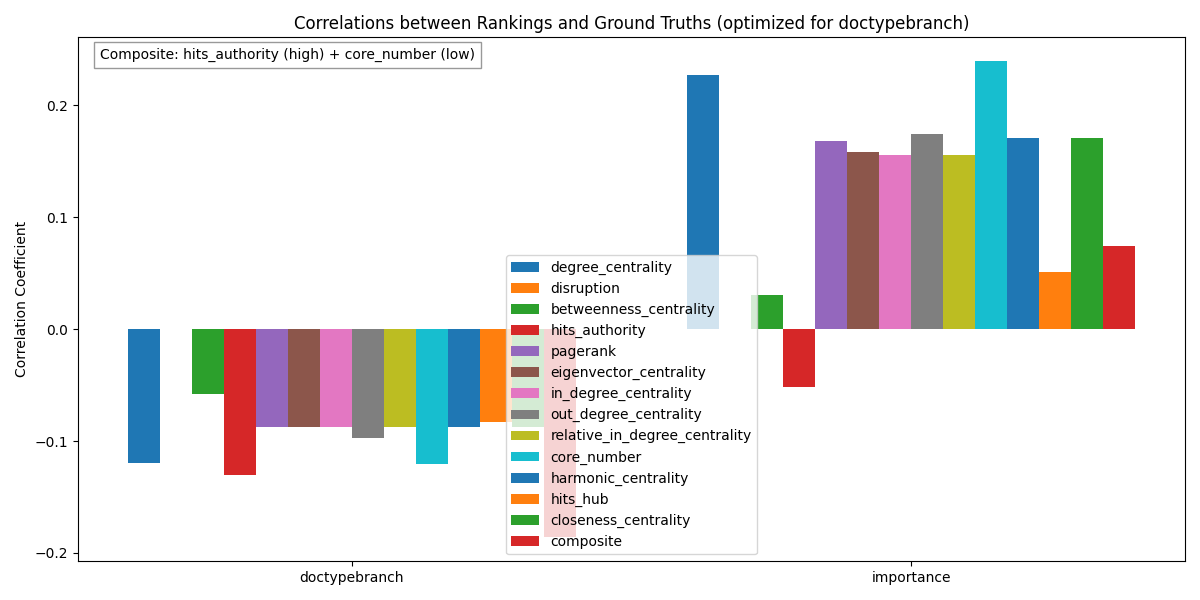 Correlations between Rankings and Ground Truths (optimized for doctypebranch)
Composite: hits_authority (high) + core_number (low)
Correlation Coefficient
0.2
0.1
0.0
−0.1
−0.2
degree_centrality
disruption
betweenness_centrality
hits_authority
pagerank
eigenvector_centrality
in_degree_centrality
out_degree_centrality
relative_in_degree_centrality
core_number
harmonic_centrality
hits_hub
closeness_centrality
composite
doctypebranch
importance